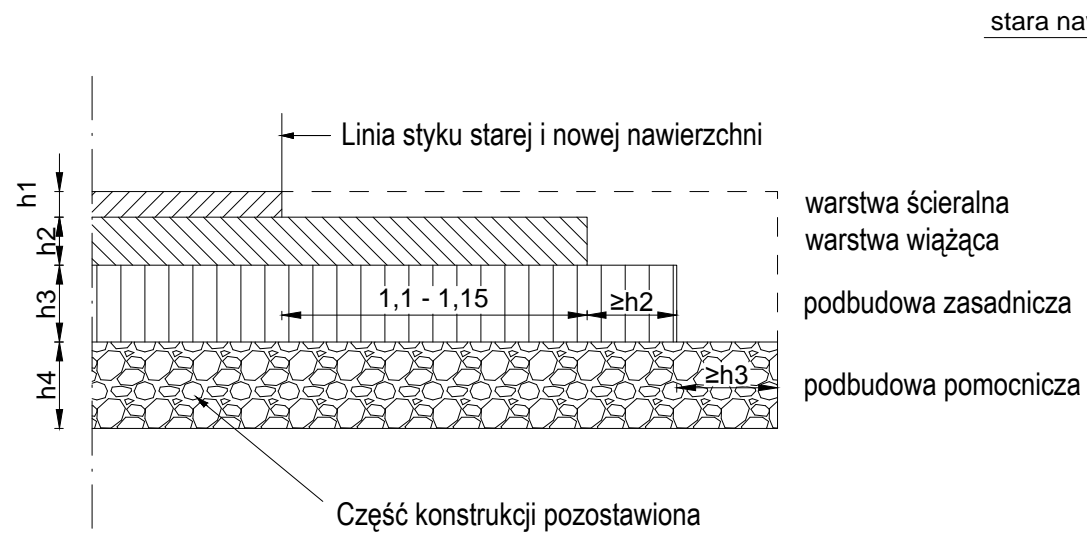 stara na
Linia styku starej i nowej nawierzchni
h1
warstwa ścieralna
h2
warstwa wiążąca
h3
1,1 - 1,15
≥h2
podbudowa zasadnicza
h4
≥h3
podbudowa pomocnicza
Część konstrukcji pozostawiona